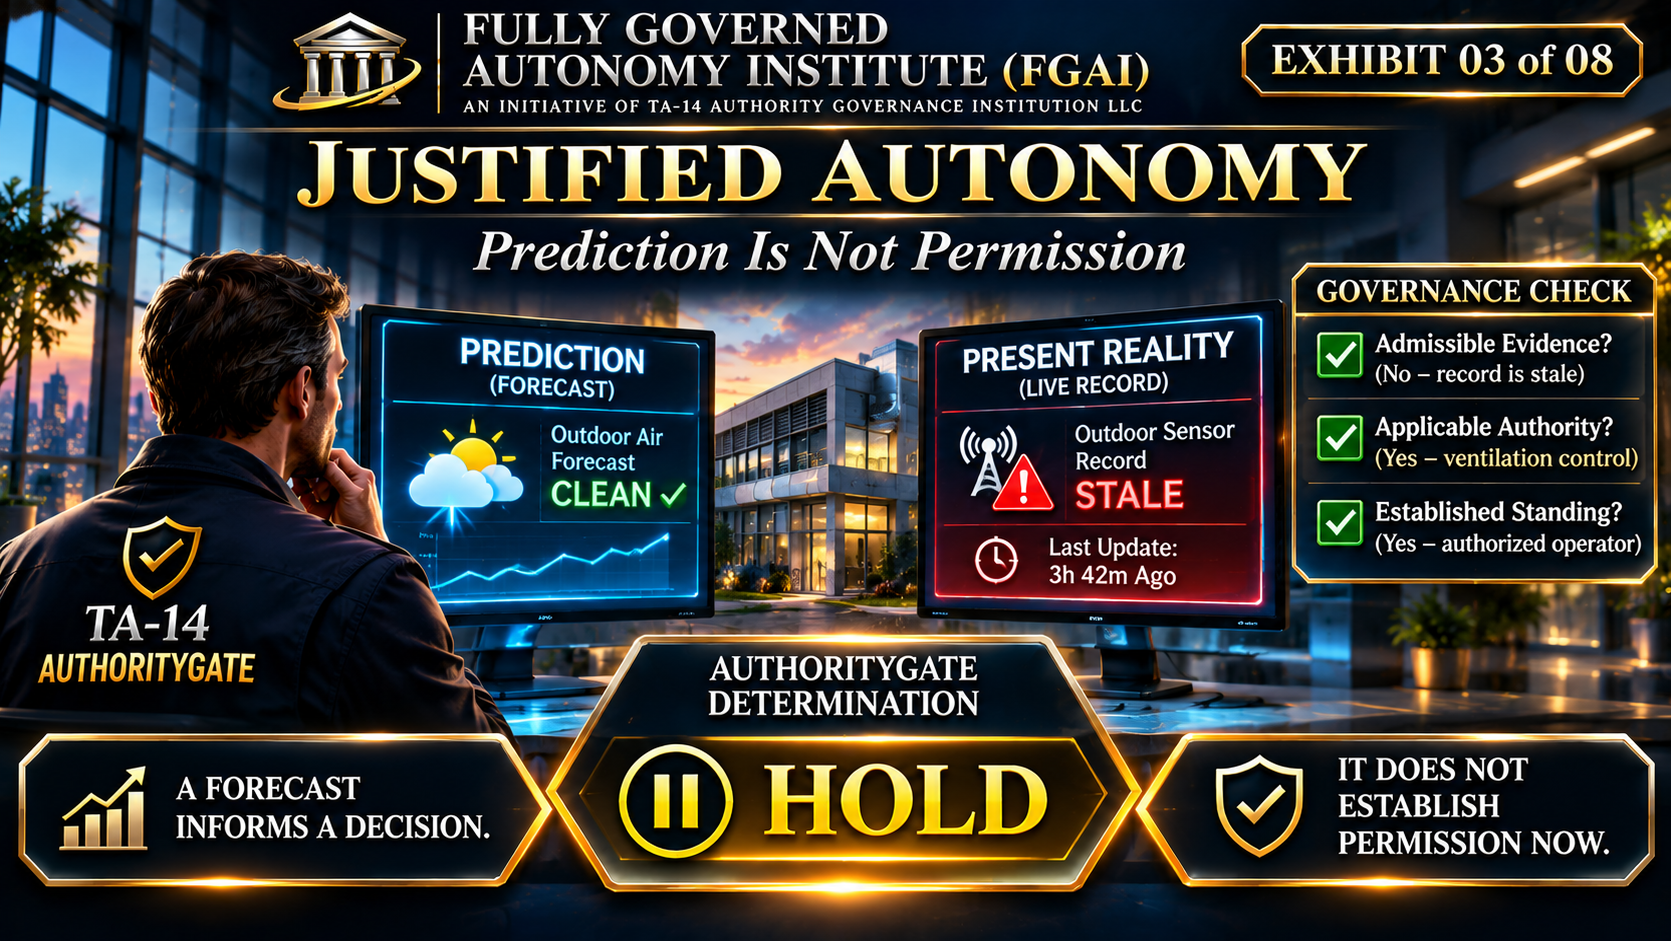 FULLY GOVERNED
AUTONOMY INSTITUTE (FGAI)
AN INITIATIVE OF TA-14 AUTHORITY GOVERNANCE INSTITUTION LLC
EXHIBIT 03 of 08
JUSTIFIED AUTONOMY
Prediction Is Not Permission
PREDICTION
(FORECAST)
Outdoor Air
Forecast
CLEAN
PRESENT REALITY
(LIVE RECORD)
Outdoor Sensor
Record
STALE
Last Update:
3h 42m Ago
GOVERNANCE CHECK
Admissible Evidence?
(No – record is stale)
Applicable Authority?
(Yes – ventilation control)
Established Standing?
(Yes – authorized operator)
TA-14
AUTHORITYGATE
AUTHORITYGATE
DETERMINATION
HOLD
A FORECAST
INFORMS A DECISION.
IT DOES NOT
ESTABLISH
PERMISSION NOW.